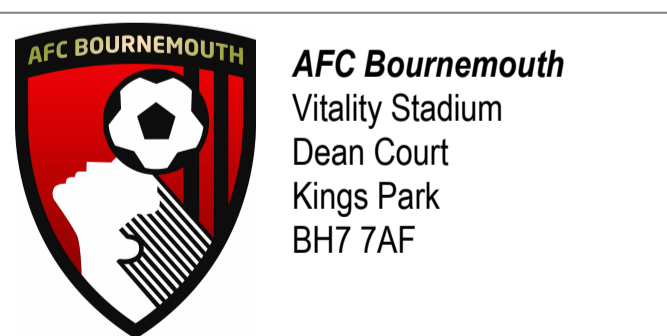 AFC BOURNEMOUTH
AFC Bournemouth
Vitality Stadium
Dean Court
Kings Park
BH7 7AF